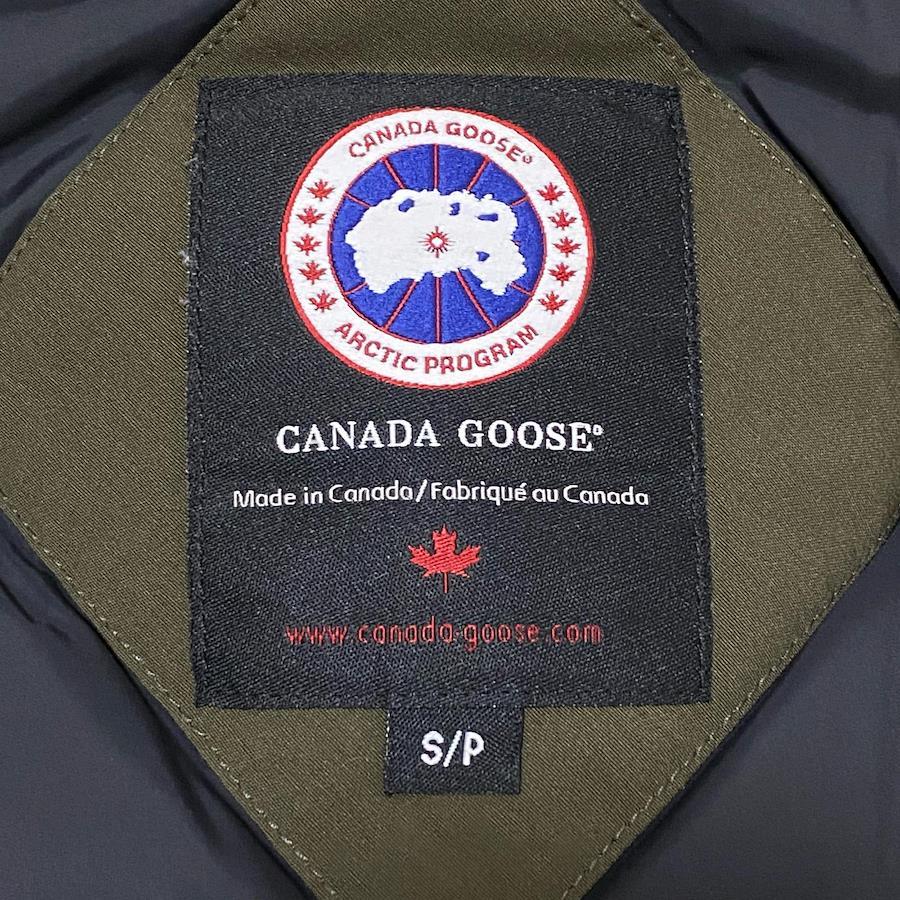 CANADA GOOSE®
ARCTIC PROGRAM
CANADA GOOSE®
Made in Canada/Fabriqué au Canada
www.canada-goose.com
S/P